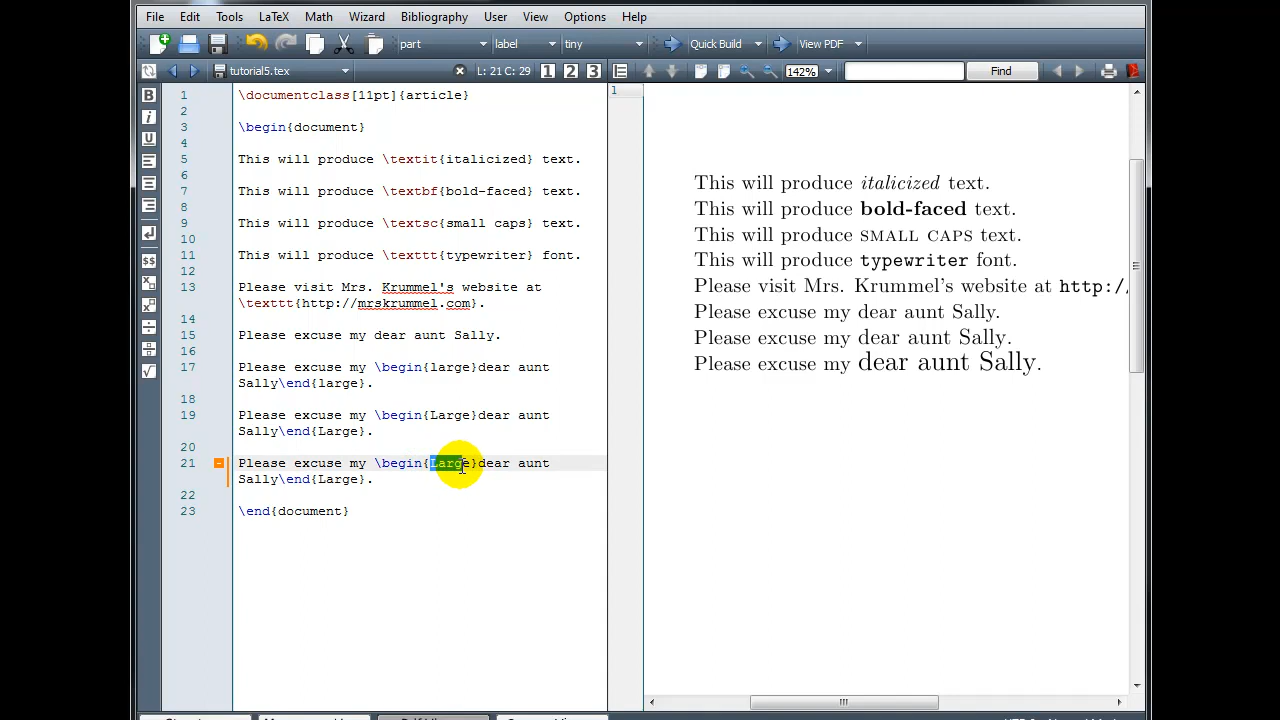 File Edit Tools LaTeX Math Wizard Bibliography User View Options Help
part label tiny Quick Build View PDF
tutorial5.tex L: 21 C: 29 1 2 3 142% Find
1 \documentclass[11pt]{article}
2
3 \begin{document}
4
5 This will produce \textit{italicized} text.
6
7 This will produce \textbf{bold-faced} text.
8
9 This will produce \textsc{small caps} text.
10
11 This will produce \texttt{typewriter} font.
12
13 Please visit Mrs. Krummel's website at
\texttt{http://mrskrummel.com}.
14
15 Please excuse my dear aunt Sally.
16
17 Please excuse my \begin{large}dear aunt
Sally\end{large}.
18
19 Please excuse my \begin{Large}dear aunt
Sally\end{Large}.
20
21 Please excuse my \begin{Large}dear aunt
Sally\end{Large}.
22
23 \end{document}
1
This will produce italicized text.
This will produce bold-faced text.
This will produce SMALL CAPS text.
This will produce typewriter font.
Please visit Mrs. Krummel's website at http:/
Please excuse my dear aunt Sally.
Please excuse my dear aunt Sally.
Please excuse my dear aunt Sally.